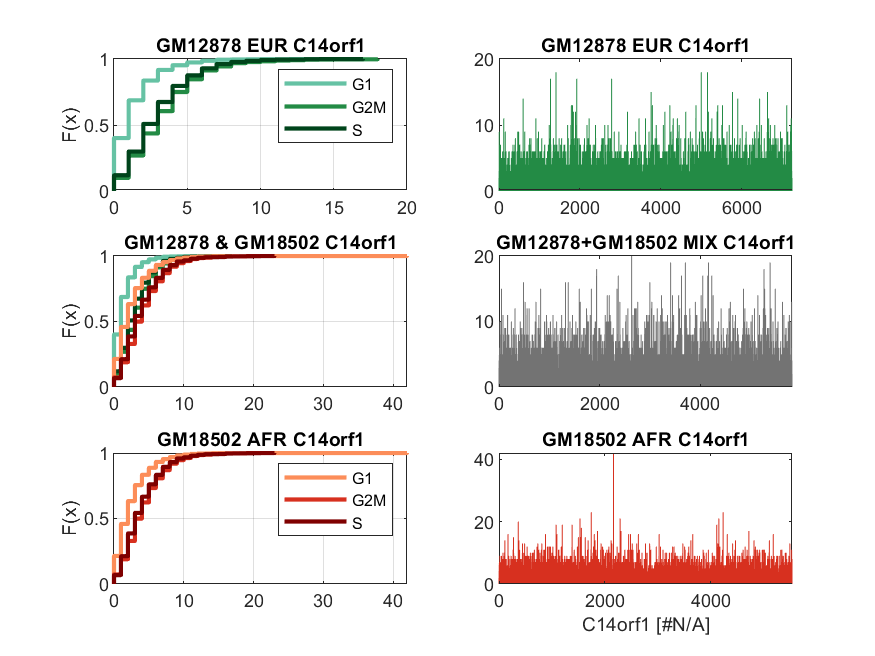 GM12878 EUR C14orf1
F(x)
1
0.5
0
0 5 10 15 20
G1
G2M
S
GM12878 EUR C14orf1
20
10
0
0 2000 4000 6000
GM12878 & GM18502 C14orf1
F(x)
1
0.5
0
0 10 20 30 40
GM12878+GM18502 MIX C14orf1
20
10
0
0 2000 4000
GM18502 AFR C14orf1
F(x)
1
0.5
0
0 10 20 30 40
G1
G2M
S
GM18502 AFR C14orf1
40
20
0
0 2000 4000
C14orf1 [#N/A]